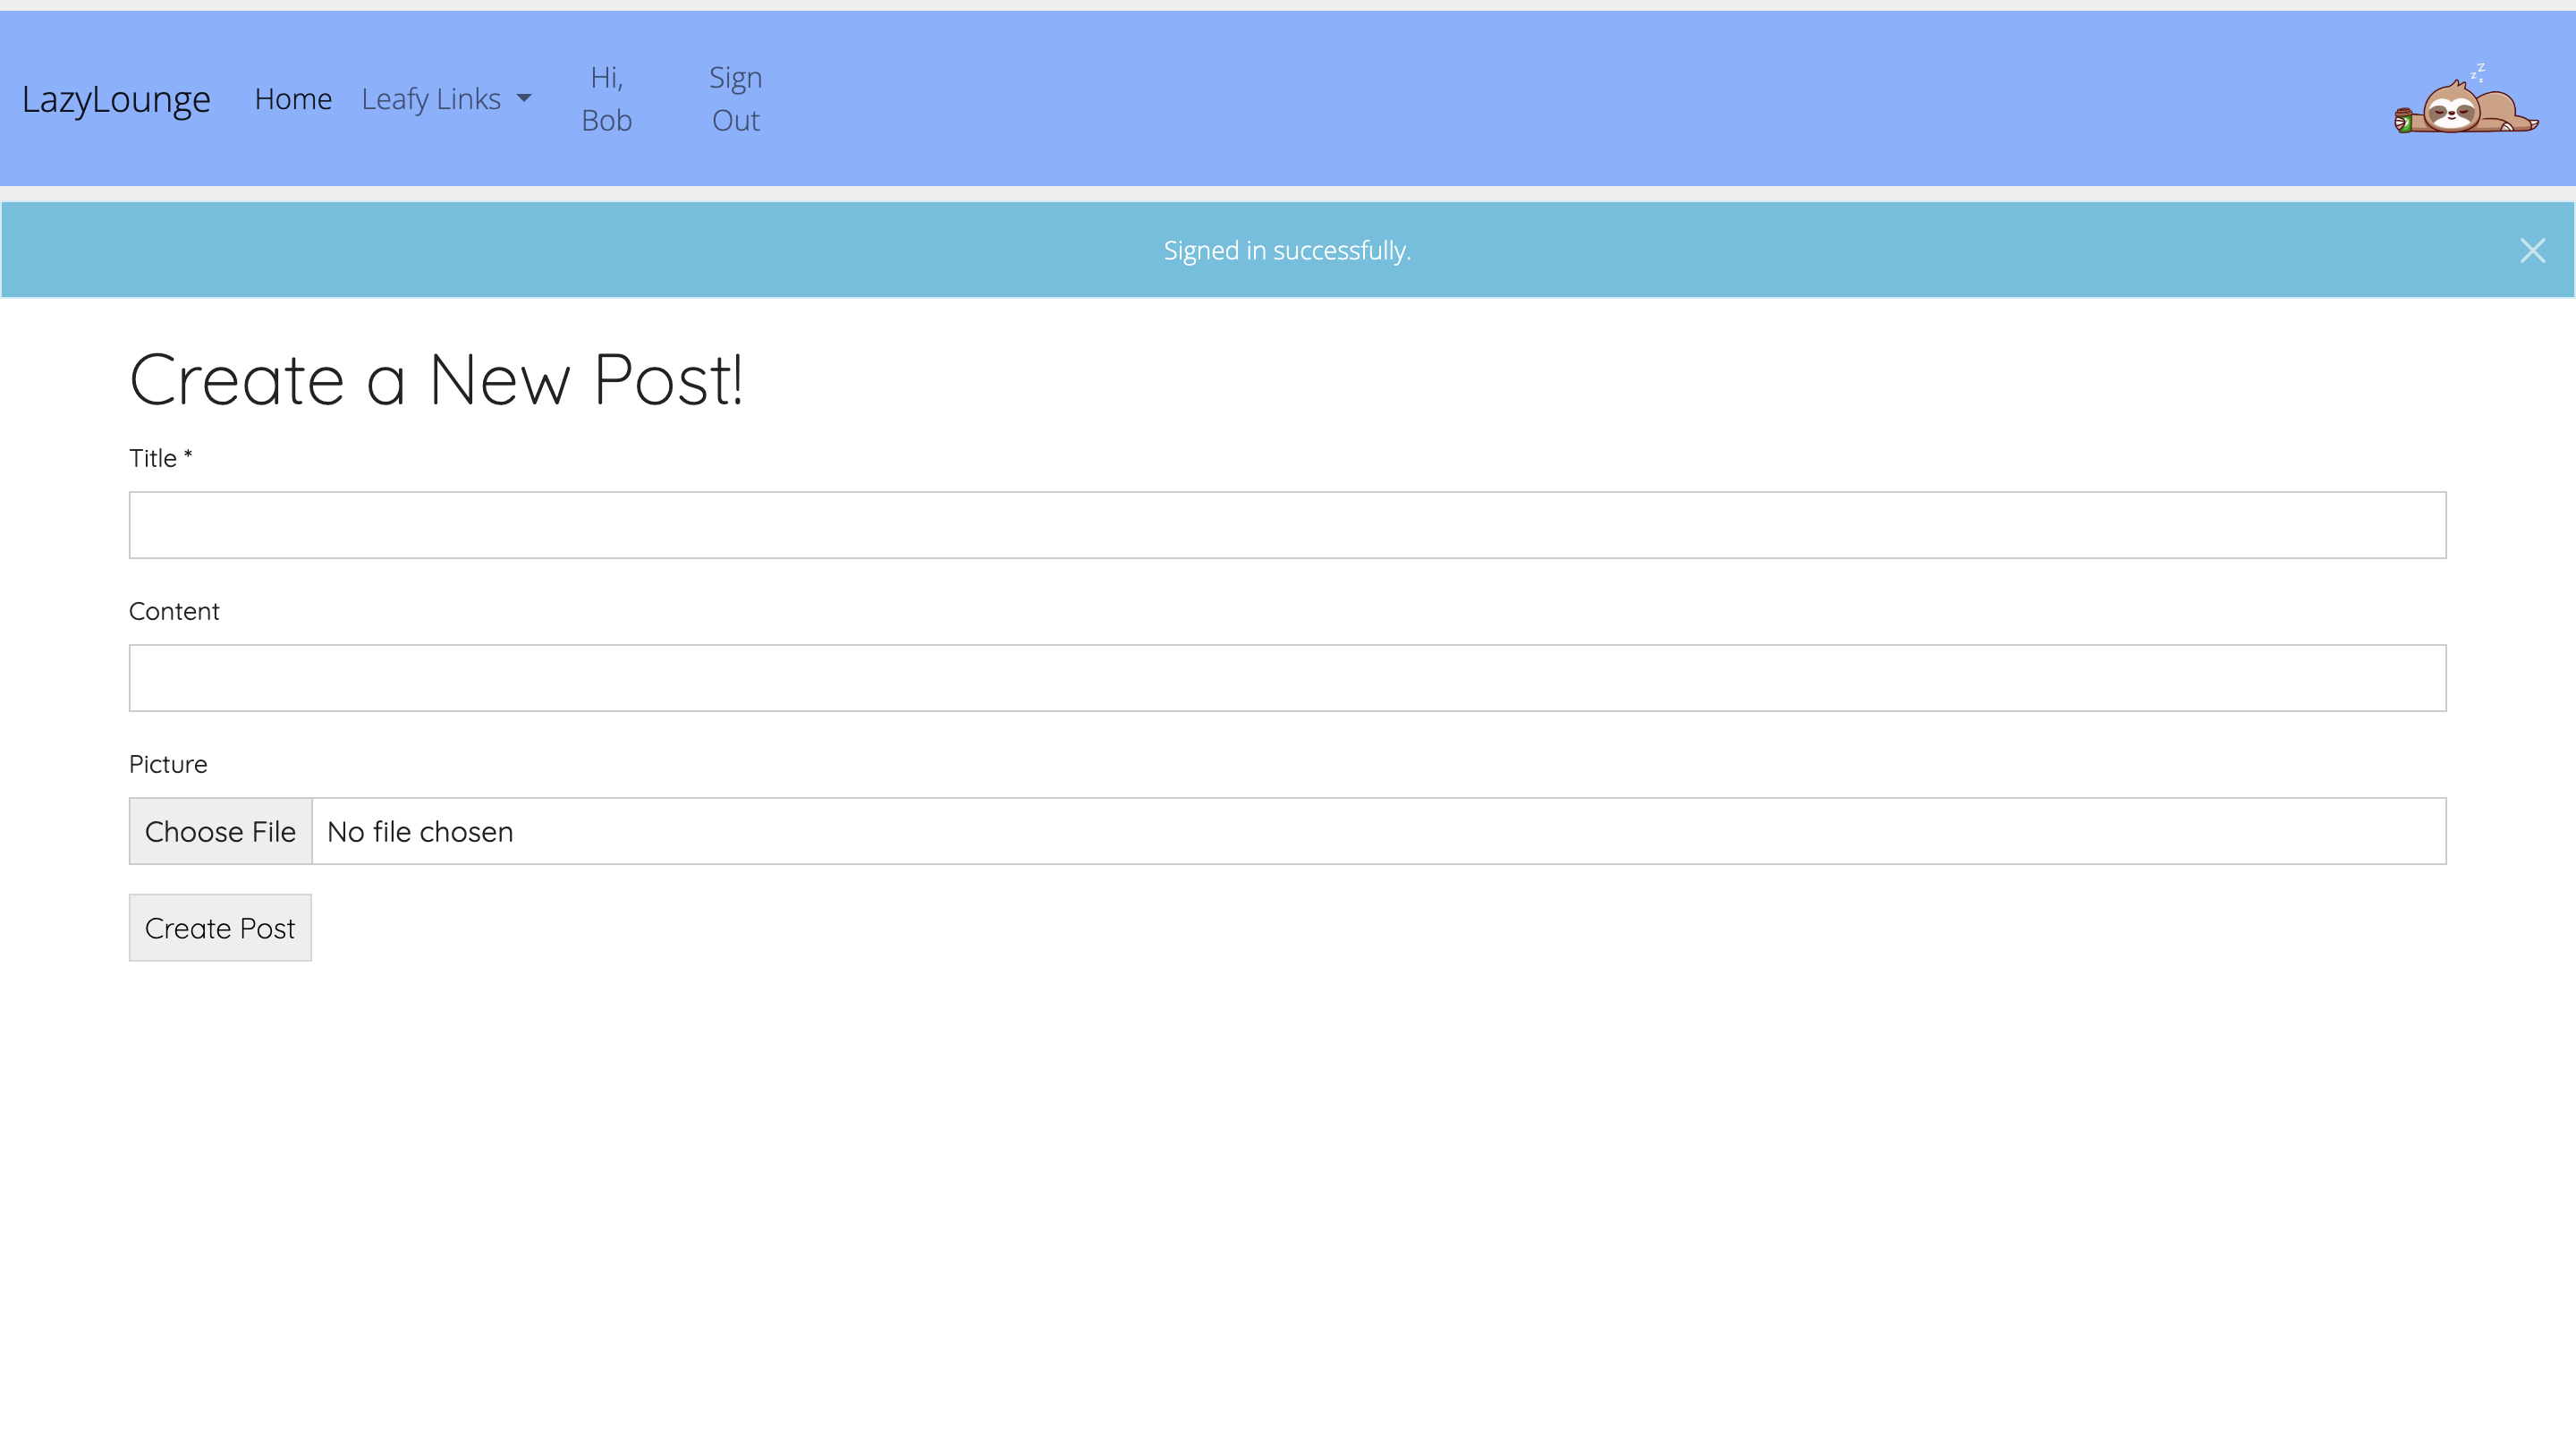 LazyLounge Home Leafy Links Hi, Bob Sign Out
Signed in successfully.
Create a New Post!
Title *
Content
Picture
Choose File No file chosen
Create Post